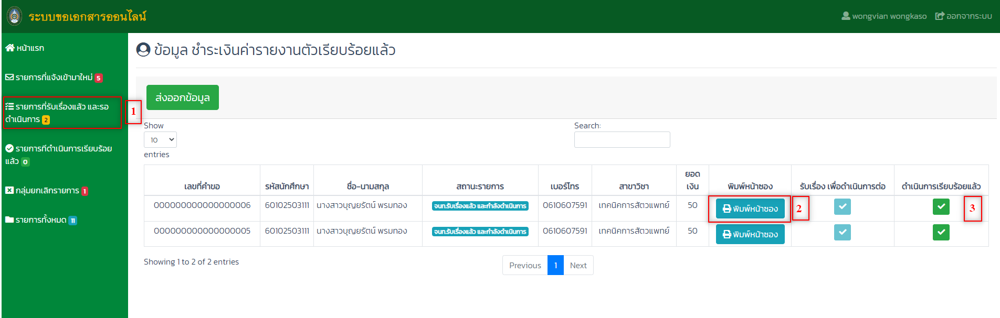 ระบบขอเอกสารออนไลน์
wongvian wongkaso ออกจากระบบ
หน้าแรก
รายการที่แจ้งเข้ามาใหม่ 5
รายการที่รับเรื่องแล้ว และรอ
ดำเนินการ 2
1
รายการที่ดำเนินการเรียบร้อย
แล้ว 0
กลุ่มยกเลิกรายการ 1
รายการทั้งหมด 11
ข้อมูล ชำระเงินค่ารายงานตัวเรียบร้อยแล้ว
ส่งออกข้อมูล
Show
10
entries
Search:
เลขที่คำขอ รหัสนักศึกษา ชื่อ-นามสกุล สถานะรายการ เบอร์โทร สาขาวิชา ยอดเงิน พิมพ์หน้าซอง รับเรื่อง เพื่อดำเนินการต่อ ดำเนินการเรียบร้อยแล้ว
000000000000000006 60102503111 นางสาวบุญยรัตน์ พรมทอง จนท.รับเรื่องแล้ว และกำลังดำเนินการ 0610607591 เทคนิคการสัตวแพทย์ 50 พิมพ์หน้าซอง 2 3
000000000000000005 60102503111 นางสาวบุญยรัตน์ พรมทอง จนท.รับเรื่องแล้ว และกำลังดำเนินการ 0610607591 เทคนิคการสัตวแพทย์ 50 พิมพ์หน้าซอง
Showing 1 to 2 of 2 entries
Previous 1 Next